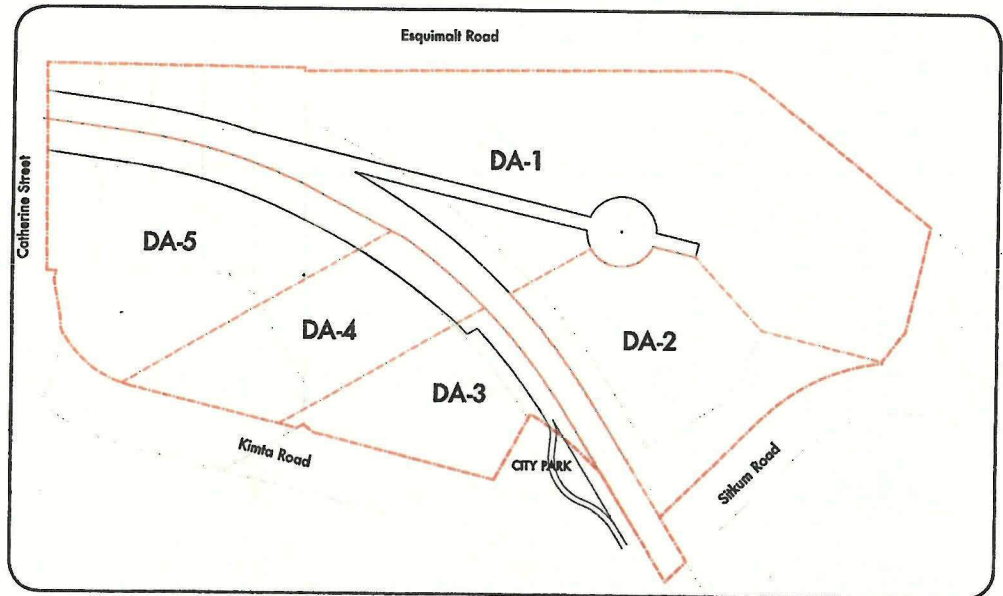 Esquimalt Road
Catherine Street
DA-1
DA-5
DA-4
DA-2
DA-3
Kimta Road
CITY PARK
Sitkum Road